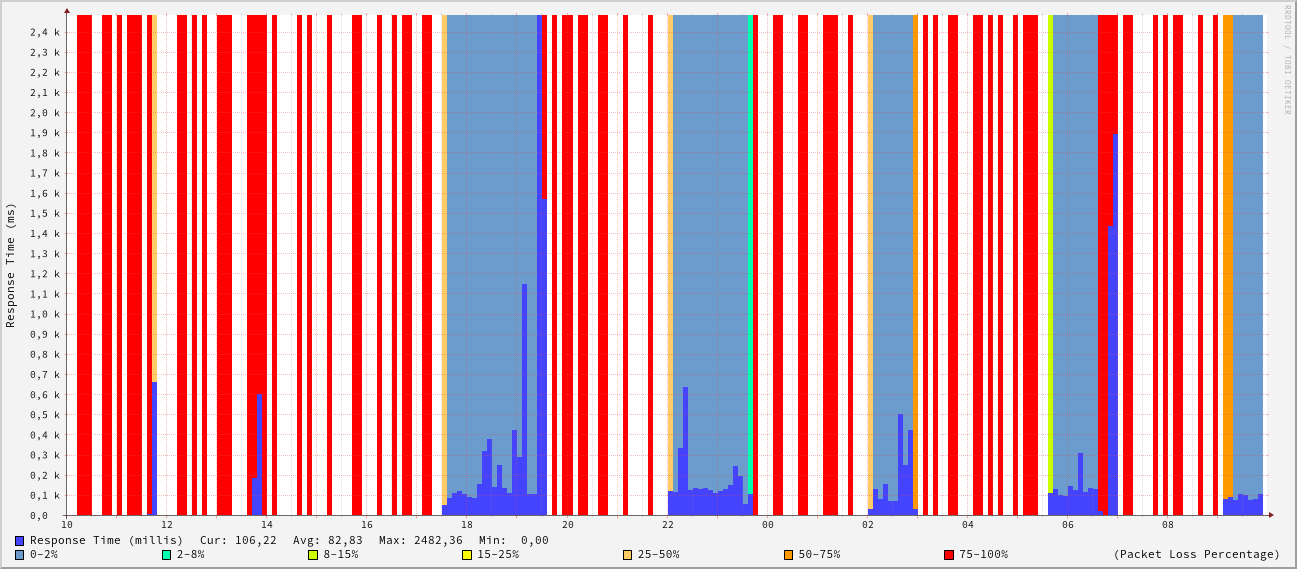 RRDTOOL / TOBI OETIKER
Response Time (ms)
2,4 k
2,3 k
2,2 k
2,1 k
2,0 k
1,9 k
1,8 k
1,7 k
1,6 k
1,5 k
1,4 k
1,3 k
1,2 k
1,1 k
1,0 k
0,9 k
0,8 k
0,7 k
0,6 k
0,5 k
0,4 k
0,3 k
0,2 k
0,1 k
0,0
10 12 14 16 18 20 22 00 02 04 06 08
Response Time (millis) Cur: 106,22 Avg: 82,83 Max: 2482,36 Min: 0,00
0-2% 2-8% 8-15% 15-25% 25-50% 50-75% 75-100% (Packet Loss Percentage)